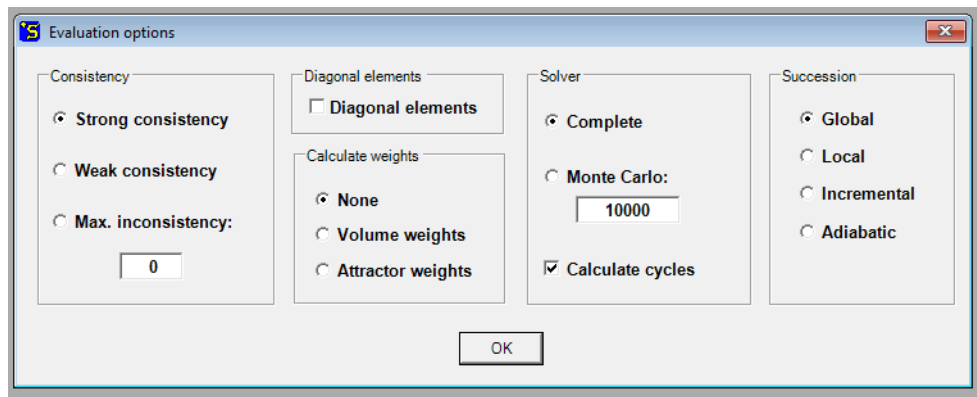 Evaluation options
Consistency
Strong consistency
Weak consistency
Max. inconsistency:
0
Diagonal elements
Diagonal elements
Calculate weights
None
Volume weights
Attractor weights
Solver
Complete
Monte Carlo:
10000
Calculate cycles
Succession
Global
Local
Incremental
Adiabatic
OK